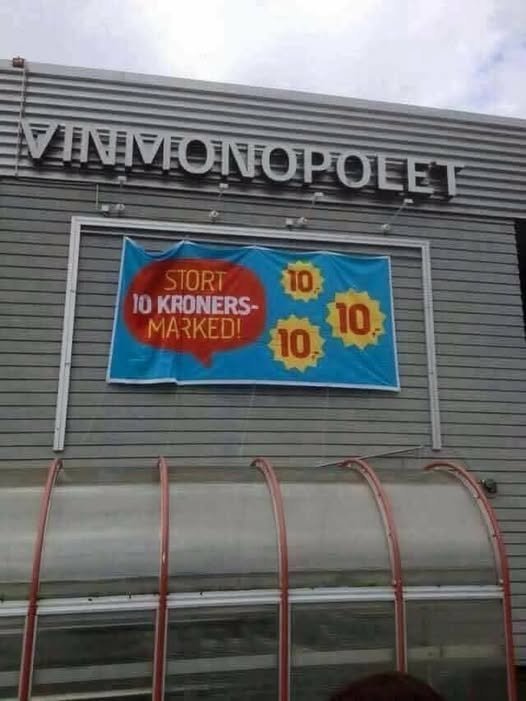 VINMONOPOLET
STORT
10 KRONERS-
MARKED!
10,-
10,-
10,-